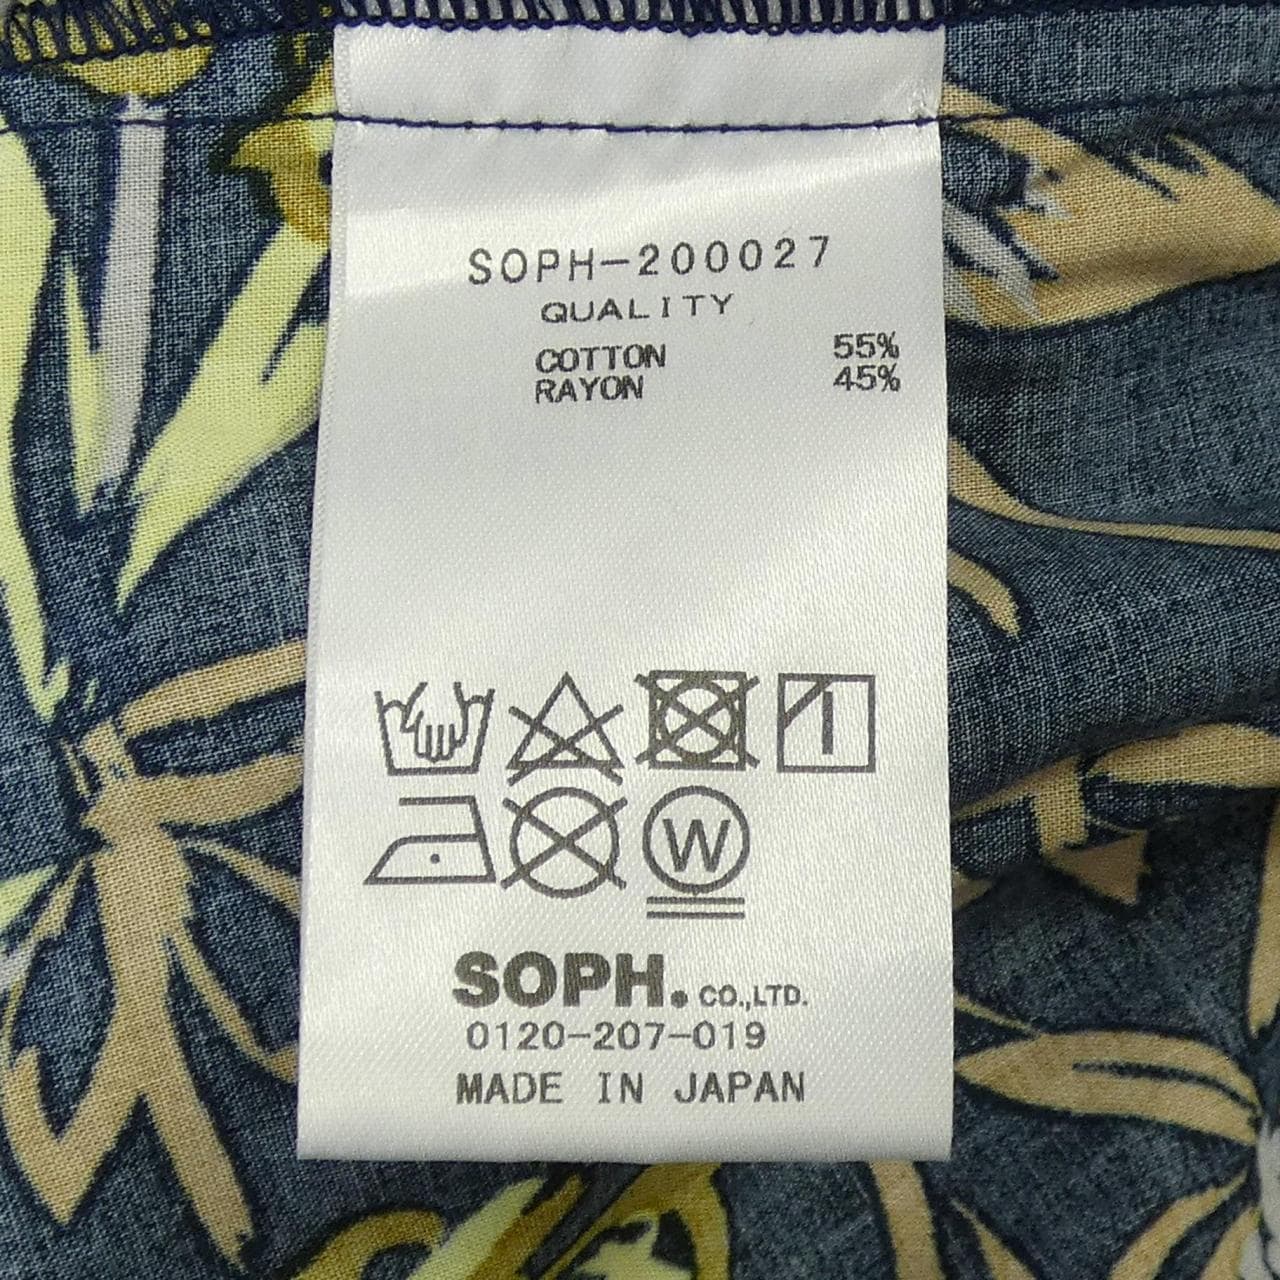 SOPH-200027
QUALITY
COTTON 55%
RAYON 45%
W
SOPH. CO.,LTD.
0120-207-019
MADE IN JAPAN